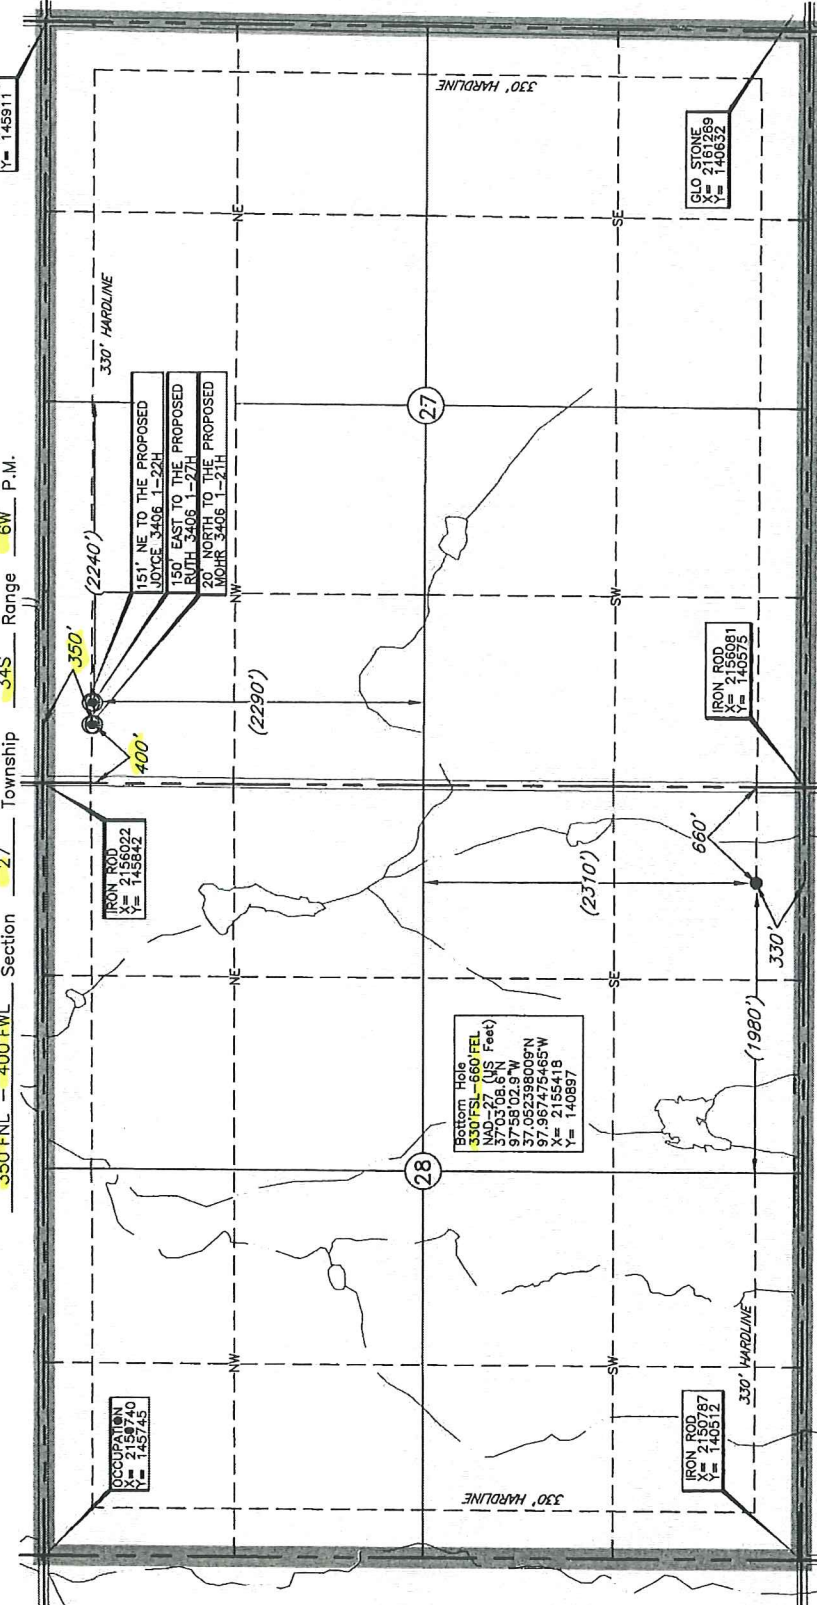 350'FNL - 400'FWL Section 27 Township 34S Range 6W P.M.
Y= 145911
OCCUPATION
X= 2150740
Y= 145745
IRON ROD
X= 2156022
Y= 145842
400'
350'
(2240')
330' HARDLINE
151' NE TO THE PROPOSED
JOYCE 3406 1-22H
150' EAST TO THE PROPOSED
RUTH 3406 1-27H
20' NORTH TO THE PROPOSED
MOHR 3406 1-21H
330' HARDLINE
NW
NE
NW
NE
(2290')
28
27
Bottom Hole
330'FSL-660'FEL
NAD-27 (US Feet)
37°03'08.6"N
97°58'02.9"W
37.052398009°N
97.967475465°W
X= 2155418
Y= 140897
(2310')
330' HARDLINE
SW
SE
SW
SE
IRON ROD
X= 2150787
Y= 140512
330' HARDLINE
(1980')
330'
660'
IRON ROD
X= 2156081
Y= 140575
GLO STONE
X= 2161269
Y= 140632